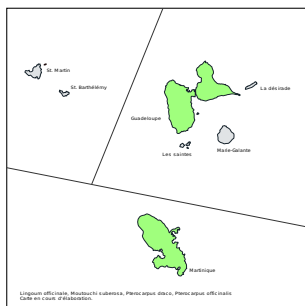 St. Martin
St. Barthélémy
La désirade
Guadeloupe
Les saintes
Marie-Galante
Martinique
Lingoum officinale, Moutouchi suberosa, Pterocarpus draco, Pterocarpus officinalis
Carte en cours d'élaboration.